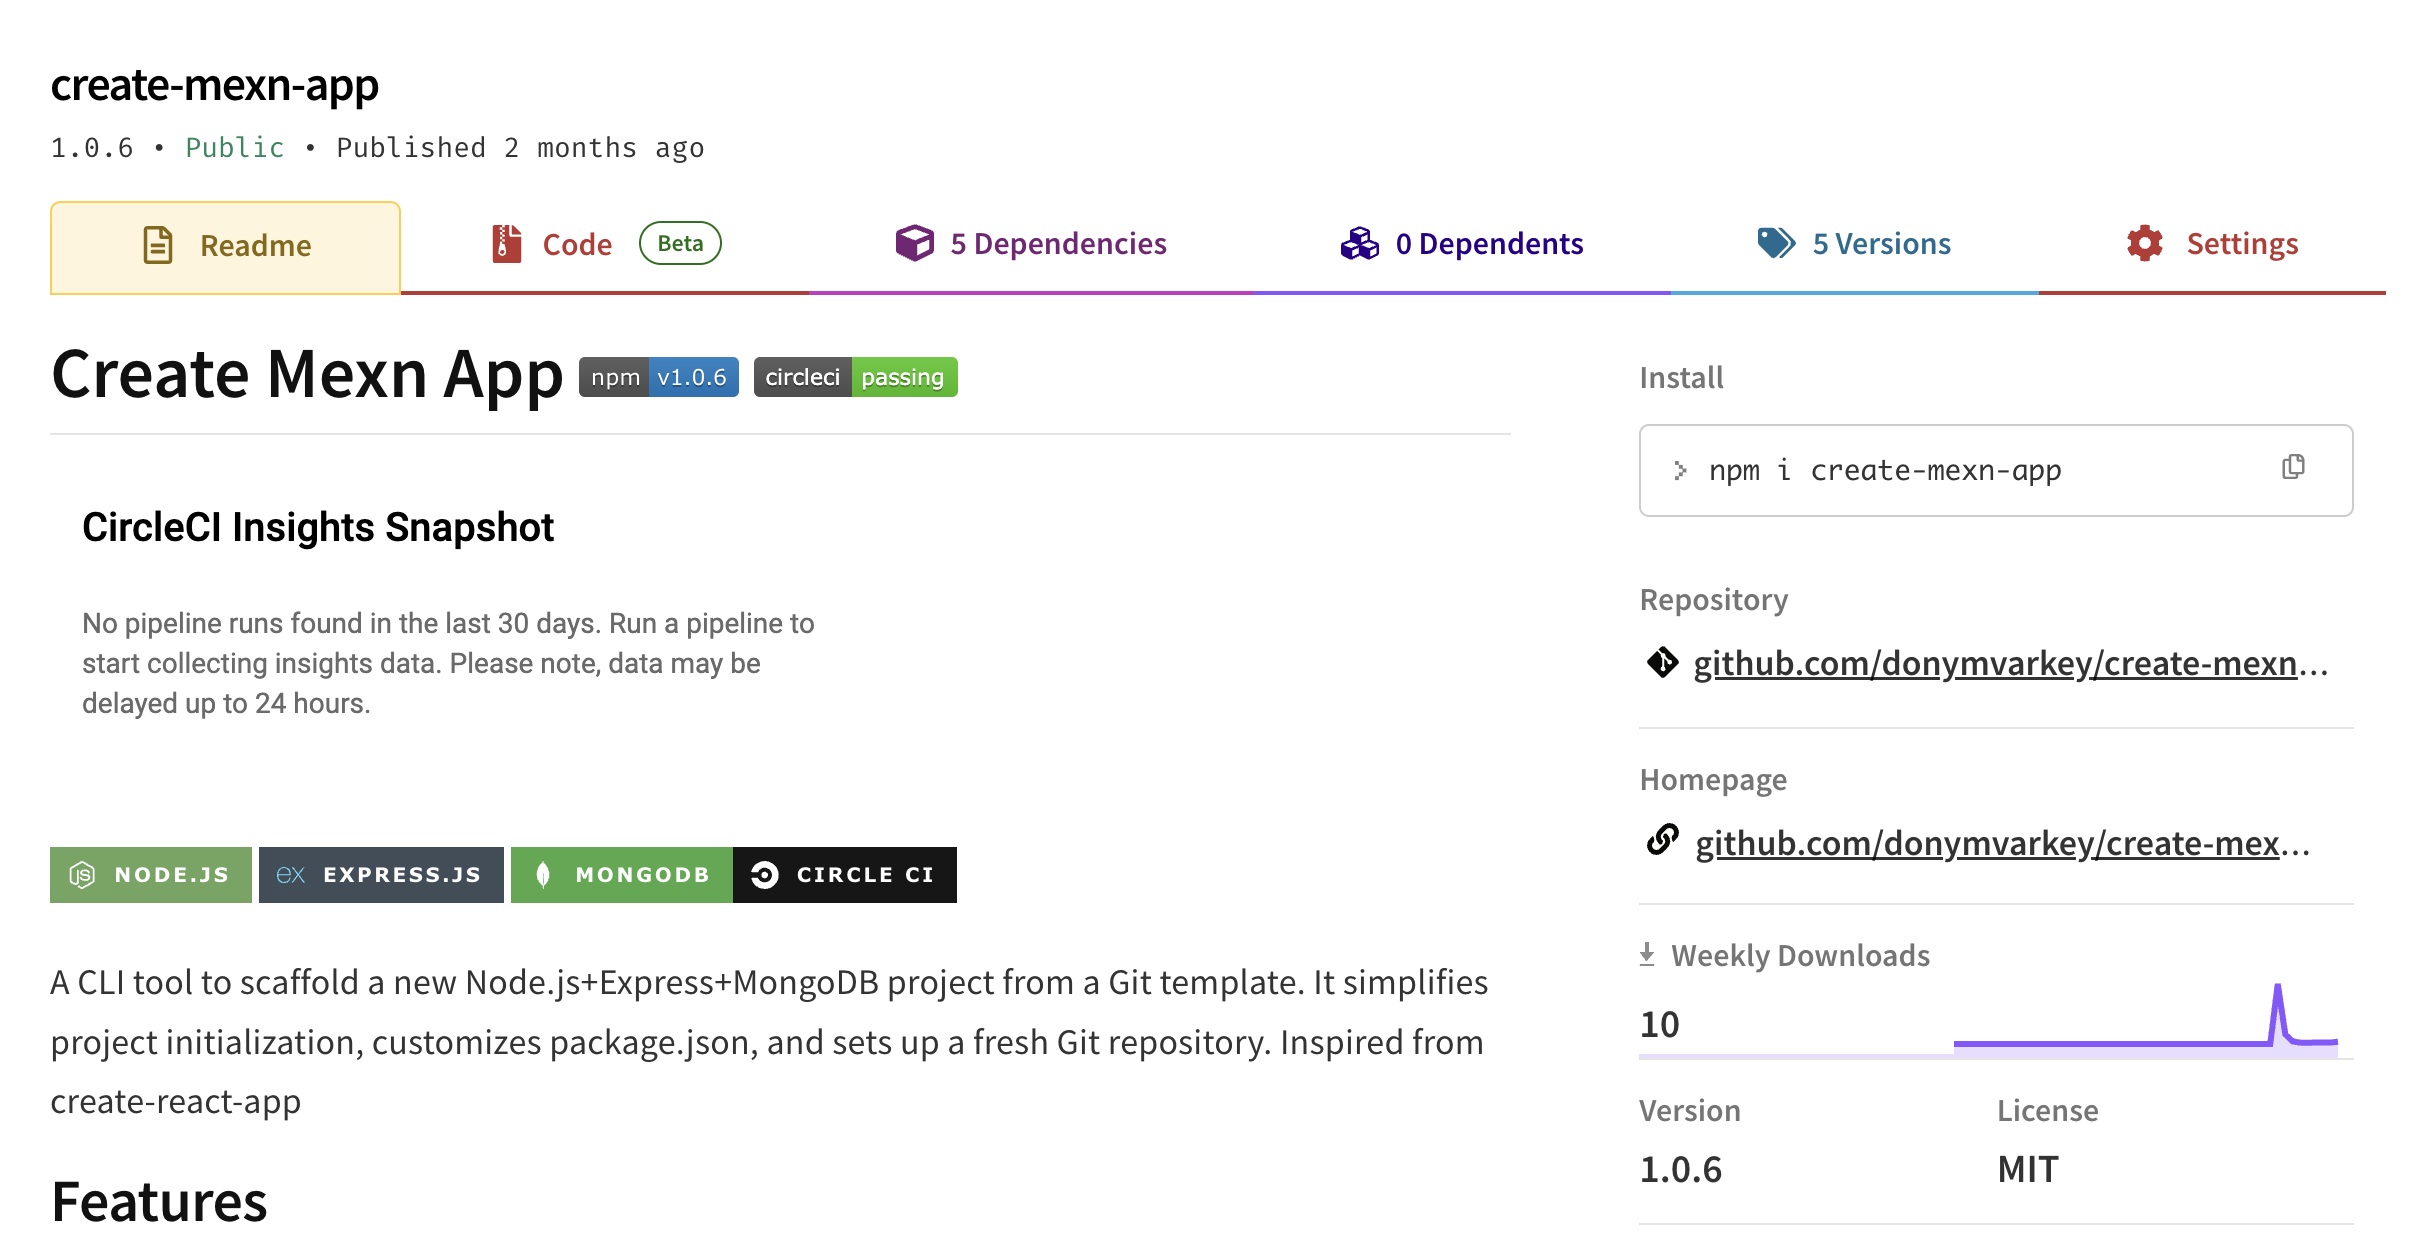 create-mexn-app
1.0.6 • Public • Published 2 months ago
Readme
Code Beta
5 Dependencies
0 Dependents
5 Versions
Settings
Create Mexn App npm v1.0.6 circleci passing
CircleCI Insights Snapshot
No pipeline runs found in the last 30 days. Run a pipeline to
start collecting insights data. Please note, data may be
delayed up to 24 hours.
NODE.JS EX EXPRESS.JS MONGODB CIRCLE CI
A CLI tool to scaffold a new Node.js+Express+MongoDB project from a Git template. It simplifies
project initialization, customizes package.json, and sets up a fresh Git repository. Inspired from
create-react-app
Features
Install
> npm i create-mexn-app
Repository
github.com/donymvarkey/create-mexn...
Homepage
github.com/donymvarkey/create-mex...
Weekly Downloads
10
Version
1.0.6
License
MIT